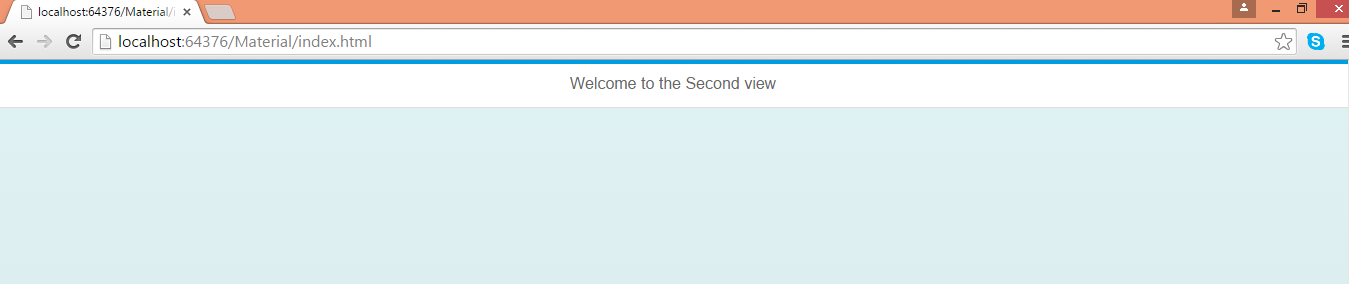 localhost:64376/Material/i
localhost:64376/Material/index.html
Welcome to the Second view